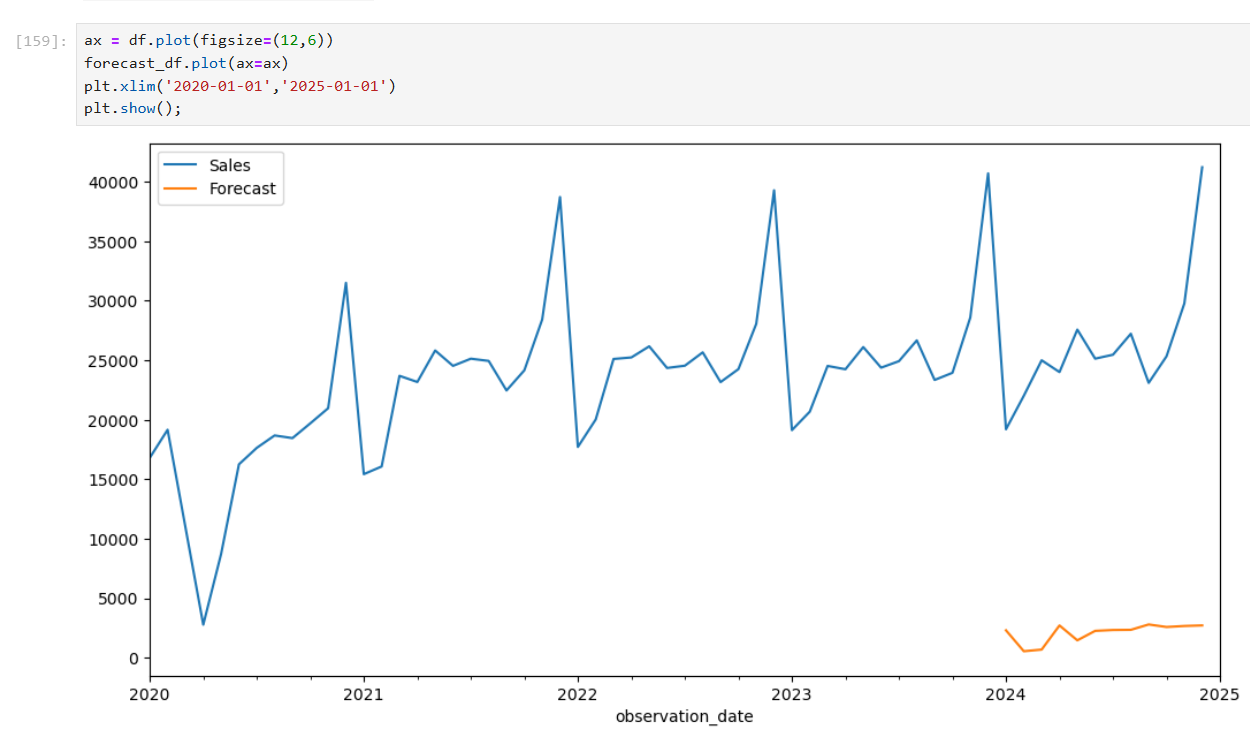 [159]:
ax = df.plot(figsize=(12,6))
forecast_df.plot(ax=ax)
plt.xlim('2020-01-01','2025-01-01')
plt.show();
Sales
Forecast
40000
35000
30000
25000
20000
15000
10000
5000
0
2020 2021 2022 2023 2024 2025
observation_date